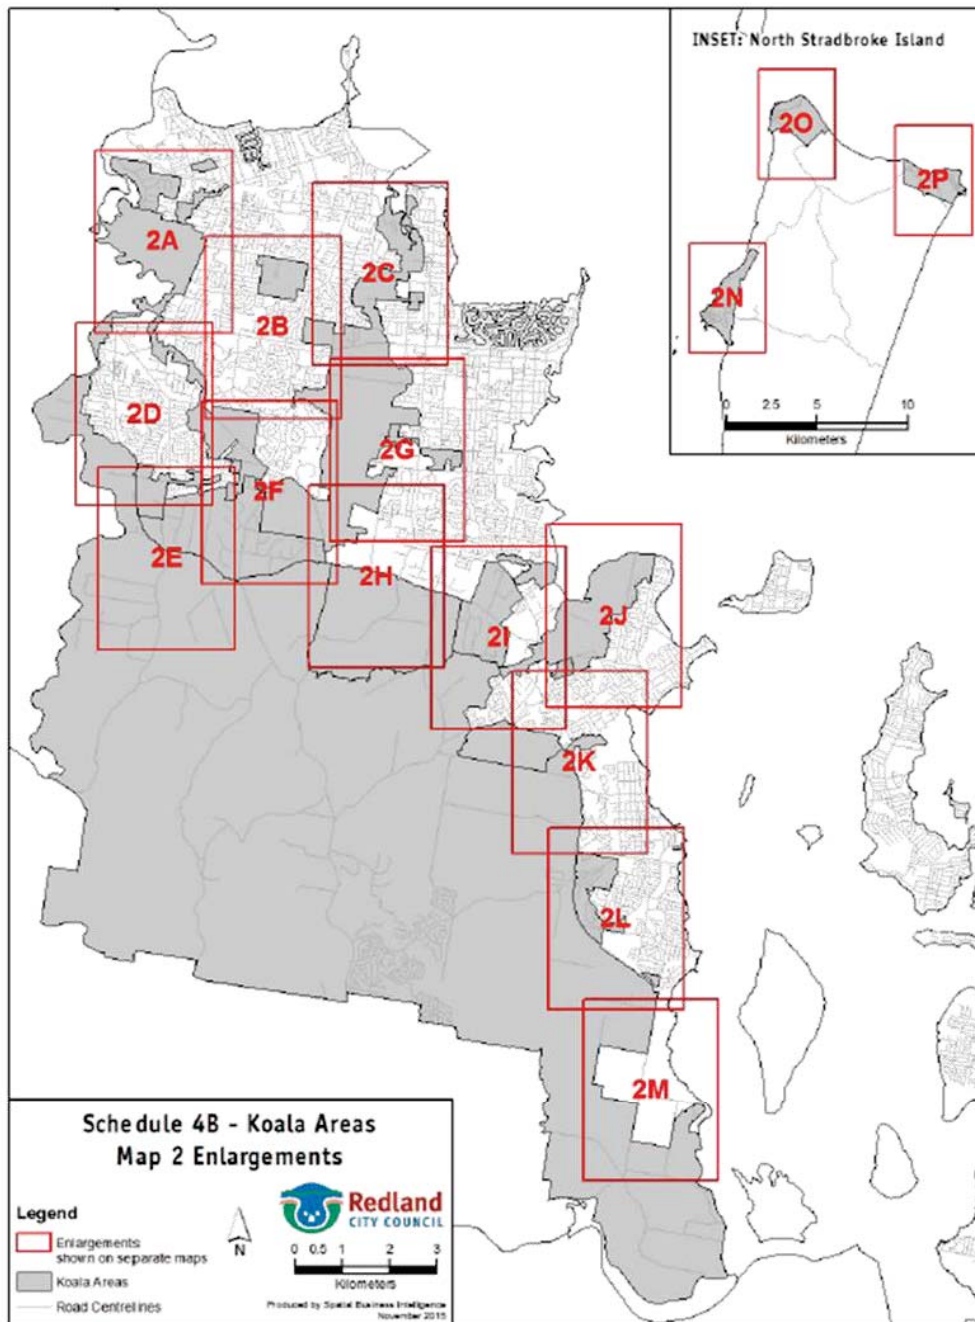 INSET: North Stradbroke Island
2O
2P
2N
0 2.5 5 10
Kilometers
2A
2C
2B
2D
2G
2F
2E
2H
2I
2J
2K
2L
2M
Schedule 4B - Koala Areas
Map 2 Enlargements
Redland
CITY COUNCIL
Legend
Enlargements
shown on separate maps
Koala Areas
Road Centrelines
N
0 0.5 1 2 3
Kilometers
Produced by Spatial Business Intelligence
November 2015